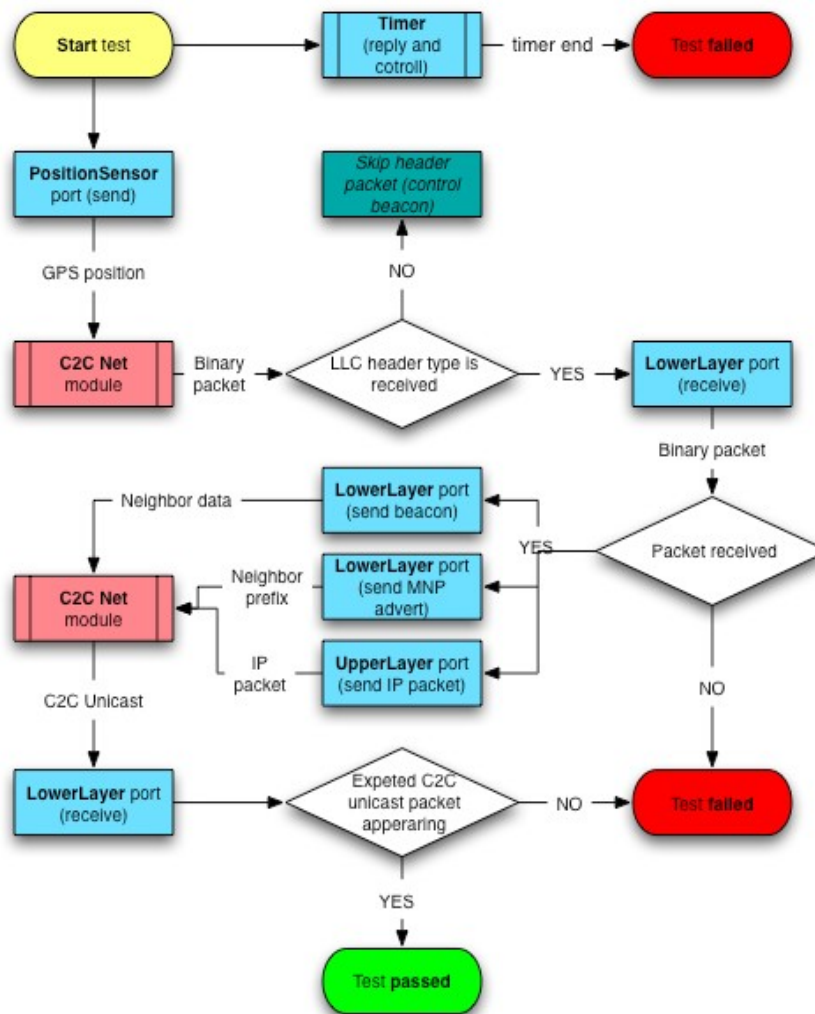 Start test
Timer
(reply and
cotroll)
timer end
Test failed
PositionSensor
port (send)
Skip header
packet (control
beacon)
GPS position
NO
C2C Net
module
Binary
packet
LLC header type is
received
YES
LowerLayer port
(receive)
Binary packet
Neighbor data
LowerLayer port
(send beacon)
YES
Packet received
C2C Net
module
Neighbor
prefix
LowerLayer port
(send MNP
advert)
IP
packet
UpperLayer port
(send IP packet)
NO
C2C Unicast
LowerLayer port
(receive)
Expeted C2C
unicast packet
apperaring
NO
Test failed
YES
Test passed